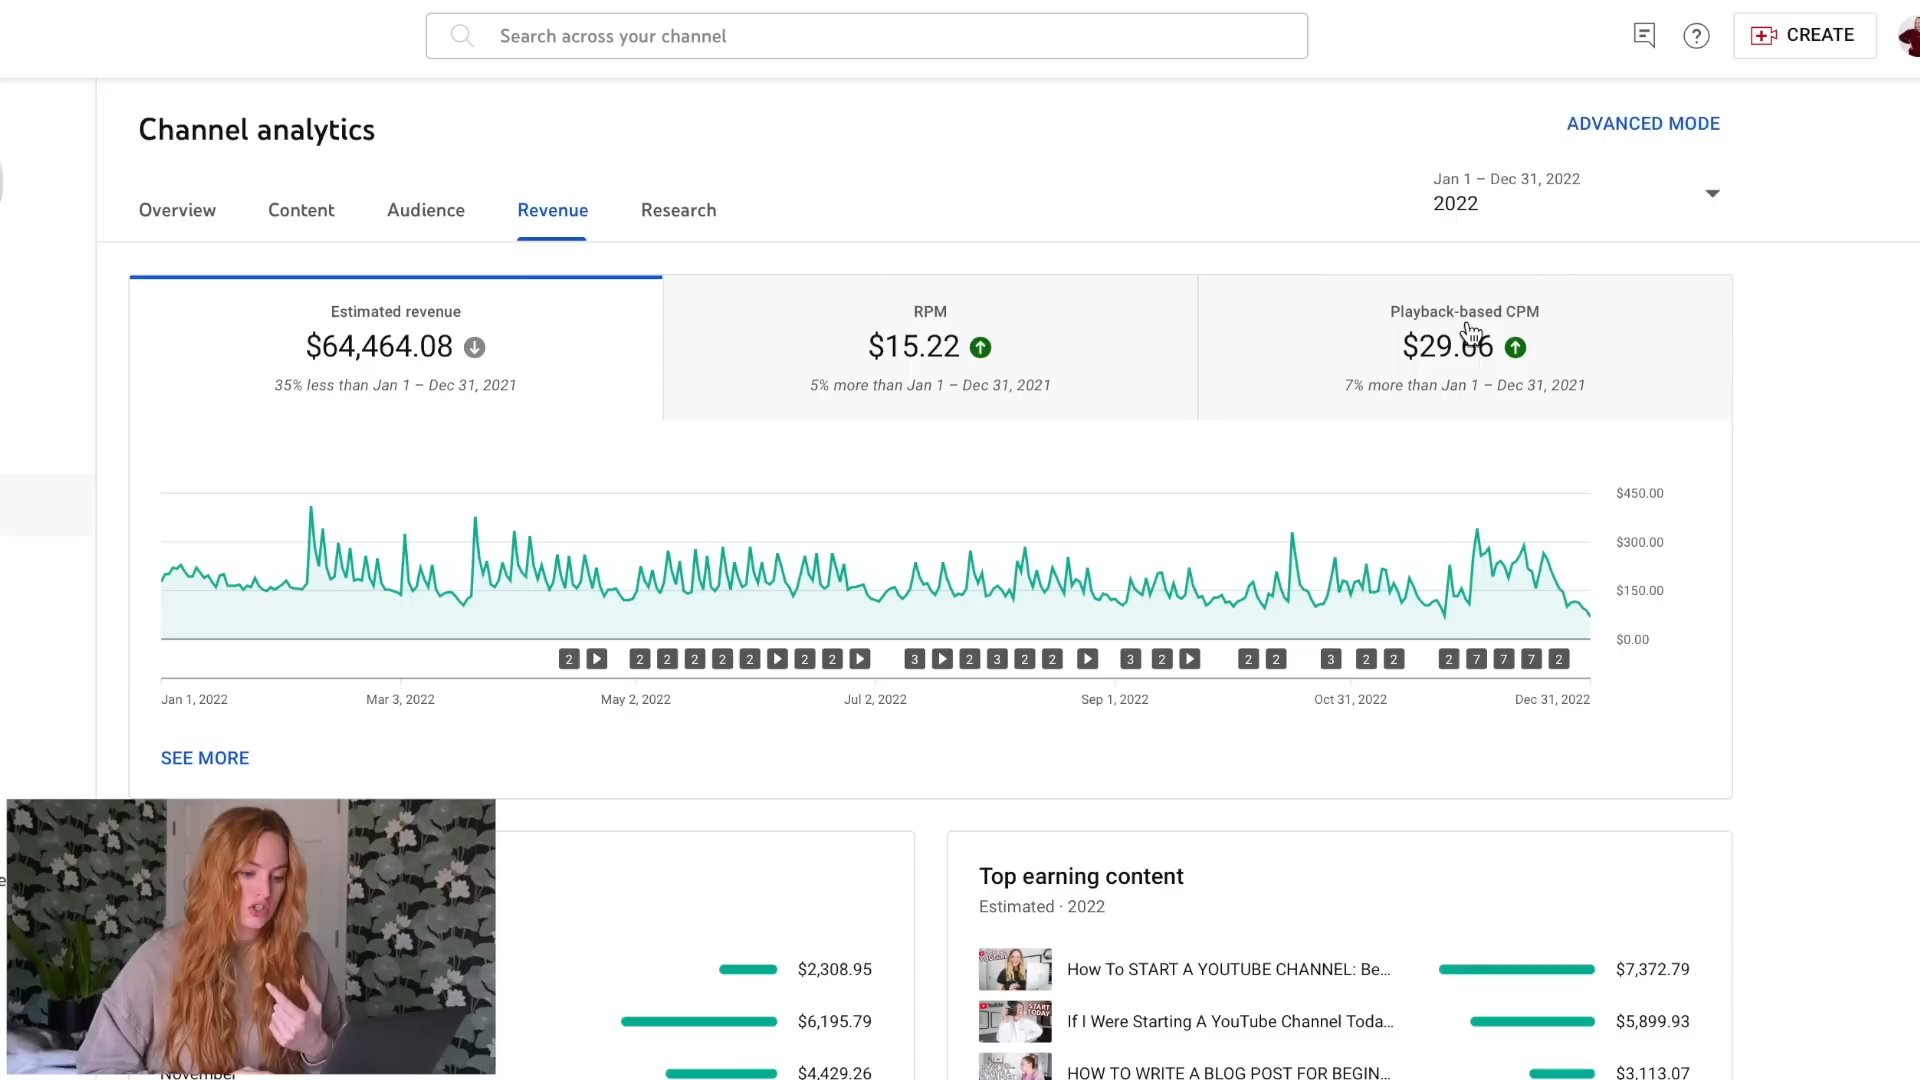 Search across your channel
CREATE
Channel analytics
ADVANCED MODE
Jan 1 – Dec 31, 2022
2022
Overview
Content
Audience
Revenue
Research
Estimated revenue
$64,464.08
35% less than Jan 1 – Dec 31, 2021
RPM
$15.22
5% more than Jan 1 – Dec 31, 2021
Playback-based CPM
7% more than Jan 1 – Dec 31, 2021
$450.00
$300.00
$150.00
$0.00
2 2 2 2 2 2 2 2 3 2 3 2 2 3 2 2 2 3 2 2 2 7 7 7 2
Jan 1, 2022
Mar 3, 2022
May 2, 2022
Jul 2, 2022
Sep 1, 2022
Oct 31, 2022
Dec 31, 2022
SEE MORE
$2,308.95
$6,195.79
November
$4,429.26
Top earning content
Estimated · 2022
How To START A YOUTUBE CHANNEL: Be...
$7,372.79
If I Were Starting A YouTube Channel Toda...
$5,899.93
HOW TO WRITE A BLOG POST FOR BEGIN...
$3,113.07